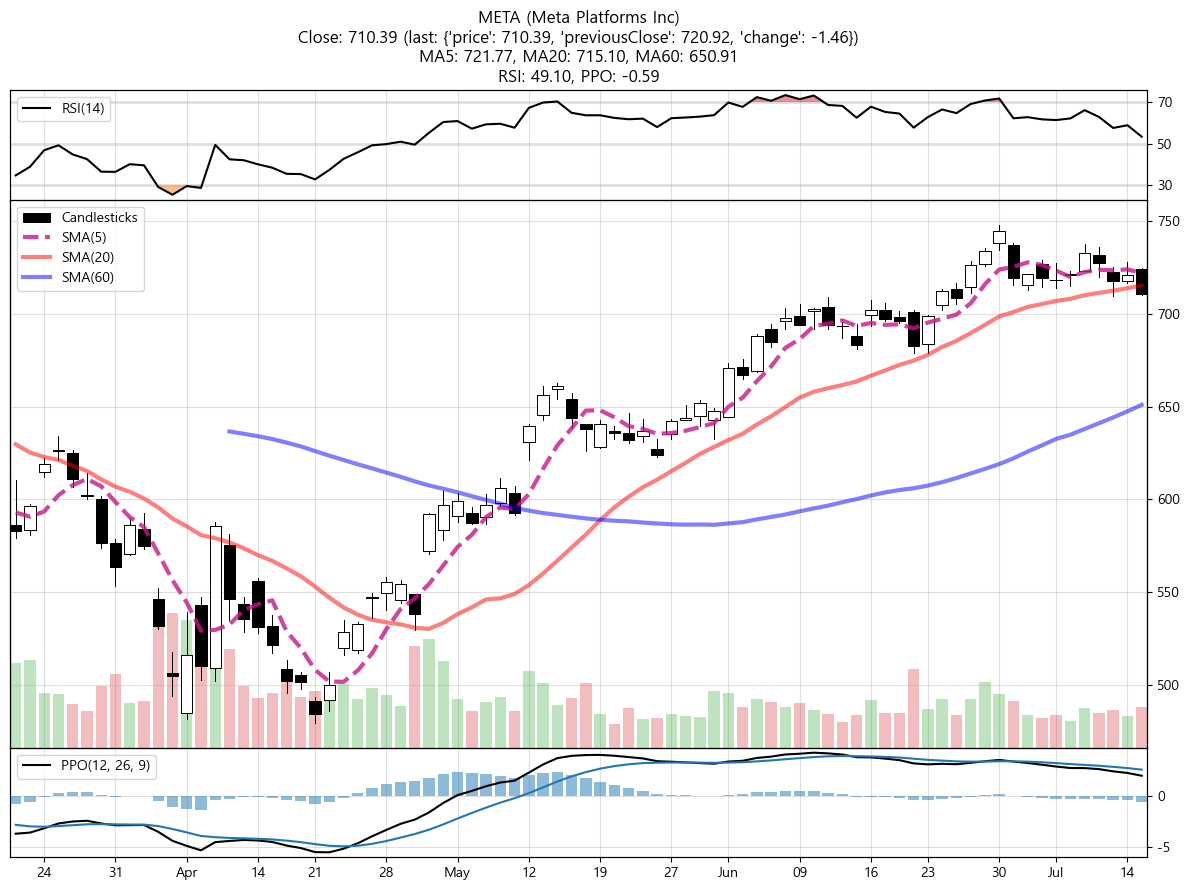 META (Meta Platforms Inc)
Close: 710.39 (last: {'price': 710.39, 'previousClose': 720.92, 'change': -1.46})
MA5: 721.77, MA20: 715.10, MA60: 650.91
RSI: 49.10, PPO: -0.59
RSI(14)
70
50
30
Candlesticks
SMA(5)
SMA(20)
SMA(60)
750
700
650
600
550
500
PPO(12, 26, 9)
0
-5
24 31 Apr 14 21 28 May 12 19 27 Jun 09 16 23 30 Jul 14